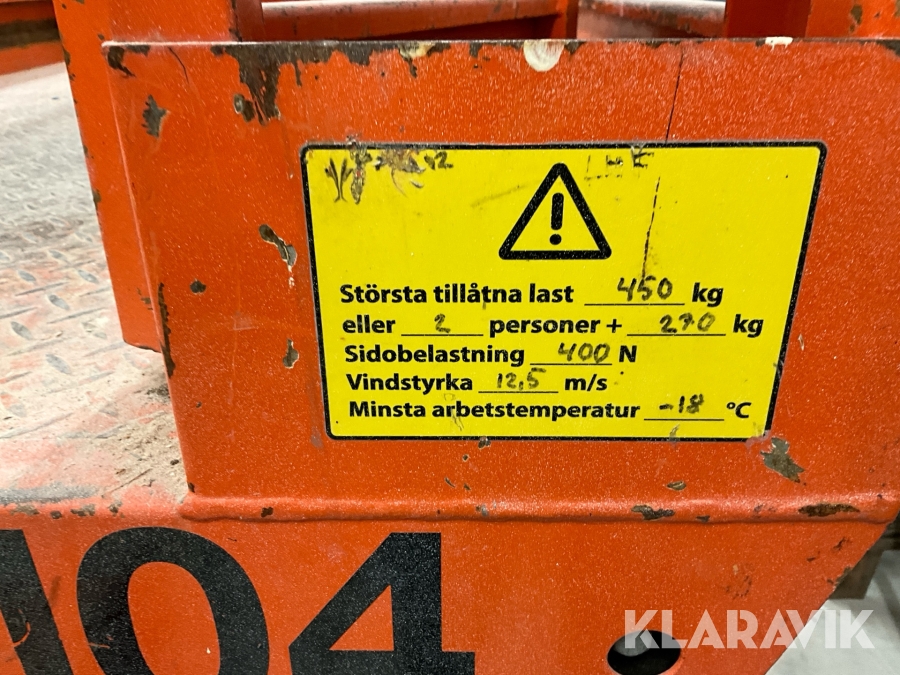 Största tillåtna last 450 kg
eller 2 personer + 270 kg
Sidobelastning 400 N
Vindstyrka 12,5 m/s
Minsta arbetstemperatur -18 °C
104
KLARAVIK